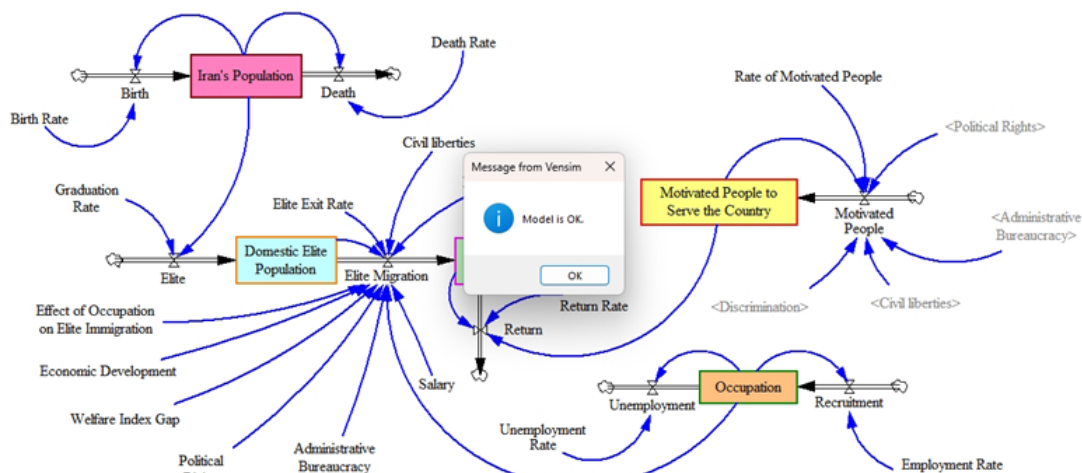 Death Rate
Iran's Population
Birth
Death
Rate of Motivated People
Birth Rate
<Political Rights>
Civil liberties
Message from Vensim
Graduation
Rate
Elite Exit Rate
Model is OK.
Motivated People to
Serve the Country
Motivated
People
<Administrative
Bureaucracy>
Domestic Elite
Population
Elite
Elite Migration
OK
Effect of Occupation
on Elite Immigration
Return Rate
<Discrimination>
<Civil liberties>
Return
Economic Development
Salary
Occupation
Unemployment
Recruitment
Welfare Index Gap
Unemployment
Rate
Political
Administrative
Bureaucracy
Employment Rate